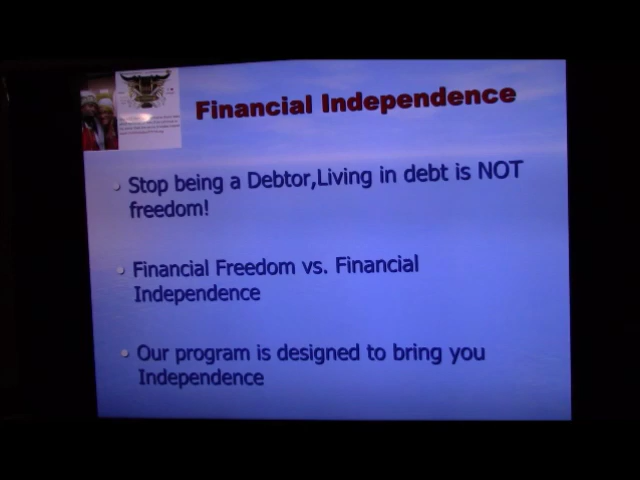 Financial Independence
Stop being a Debtor,Living in debt is NOT
freedom!
Financial Freedom vs. Financial
Independence
Our program is designed to bring you
Independence